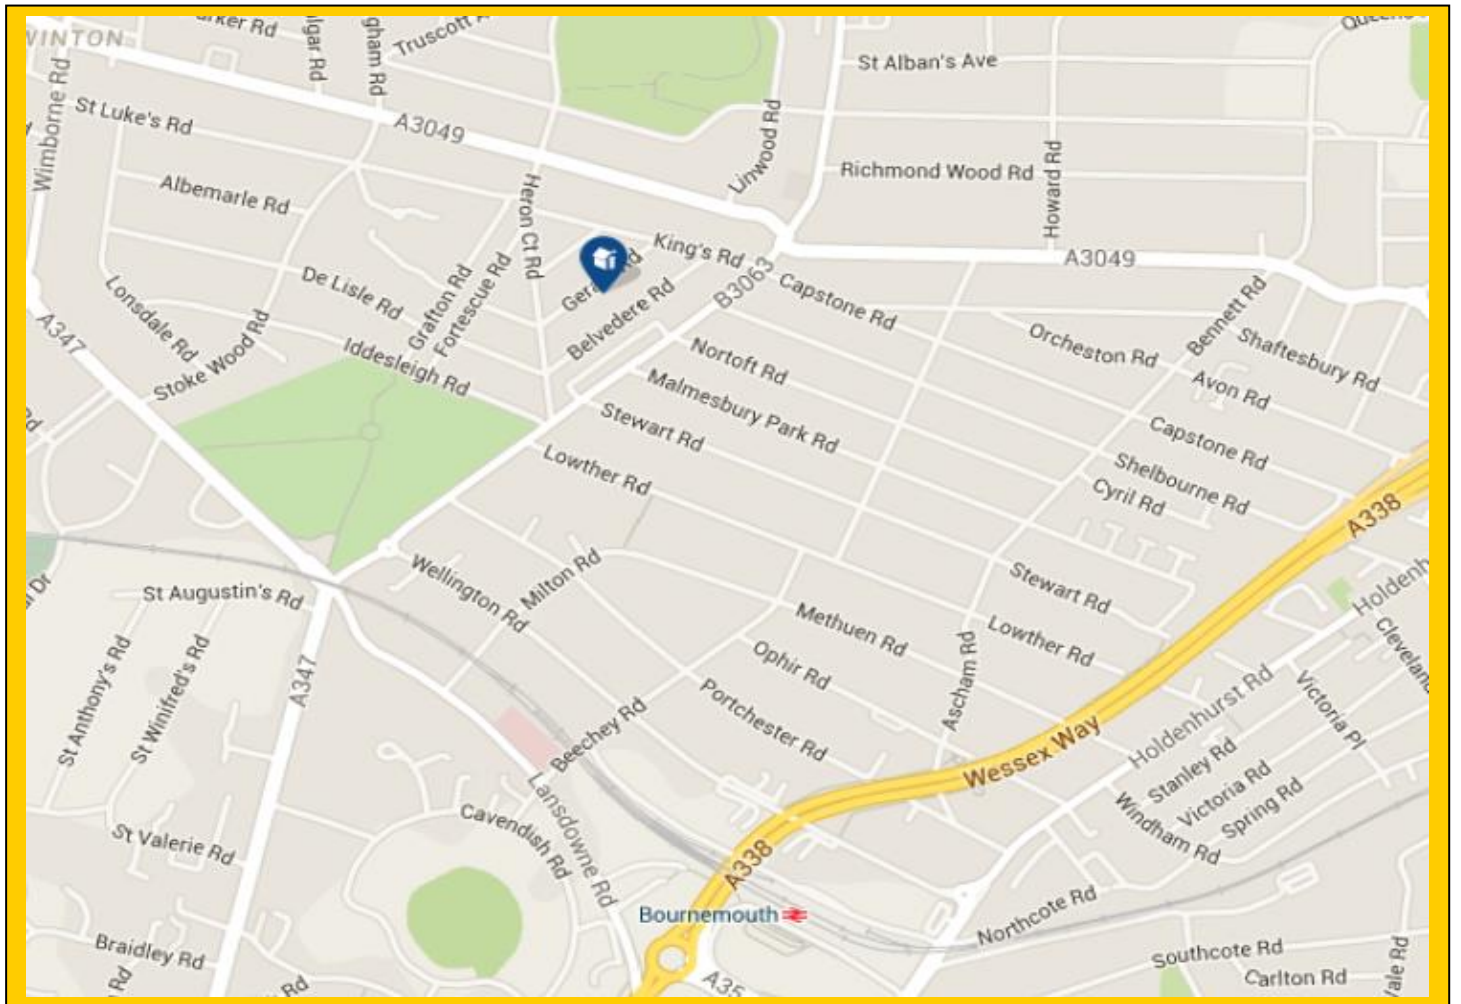 WINTON
Truscott
St Alban's Ave
Wimborne Rd
St Luke's Rd
A3049
Linwood Rd
Richmond Wood Rd
Howard Rd
Albemarle Rd
Heron Ct Rd
King's Rd
A3049
B3063
Capstone Rd
Belvedere Rd
De Lisle Rd
Grafton Rd
Fortescue Rd
Lonsdale Rd
A347
Stoke Wood Rd
Iddesleigh Rd
Nortoft Rd
Orcheston Rd
Bennett Rd
Shaftesbury Rd
Avon Rd
Malmesbury Park Rd
Stewart Rd
Capstone Rd
Lowther Rd
Shelbourne Rd
Cyril Rd
A338
Wellington Rd
Milton Rd
St Augustin's Rd
Stewart Rd
Methuen Rd
Lowther Rd
Ascham Rd
Ophir Rd
Portchester Rd
Beechey Rd
St Anthony's Rd
St Winifred's Rd
A347
Holdenhurst Rd
Victoria Pl
Wessex Way
Stanley Rd
Victoria Rd
Spring Rd
Windham Rd
Lansdowne Rd
Cavendish Rd
St Valerie Rd
A338
Bournemouth
Northcote Rd
Southcote Rd
Carlton Rd
Braidley Rd
A35